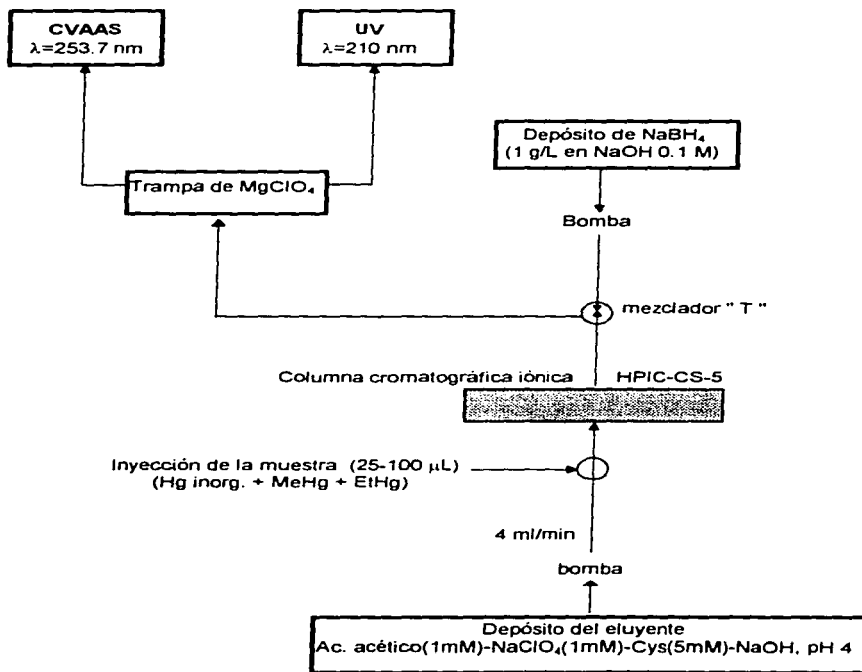 CVAAS
λ=253.7 nm
UV
λ=210 nm
Depósito de NaBH₄
(1 g/L en NaOH 0.1 M)
Trampa de MgClO₄
Bomba
mezclador " T "
Columna cromatográfica iónica HPIC-CS-5
Inyección de la muestra (25-100 μL)
(Hg inorg. + MeHg + EtHg)
4 ml/min
bomba
Depósito del eluyente
Ac. acético(1mM)-NaClO₄(1mM)-Cys(5mM)-NaOH, pH 4